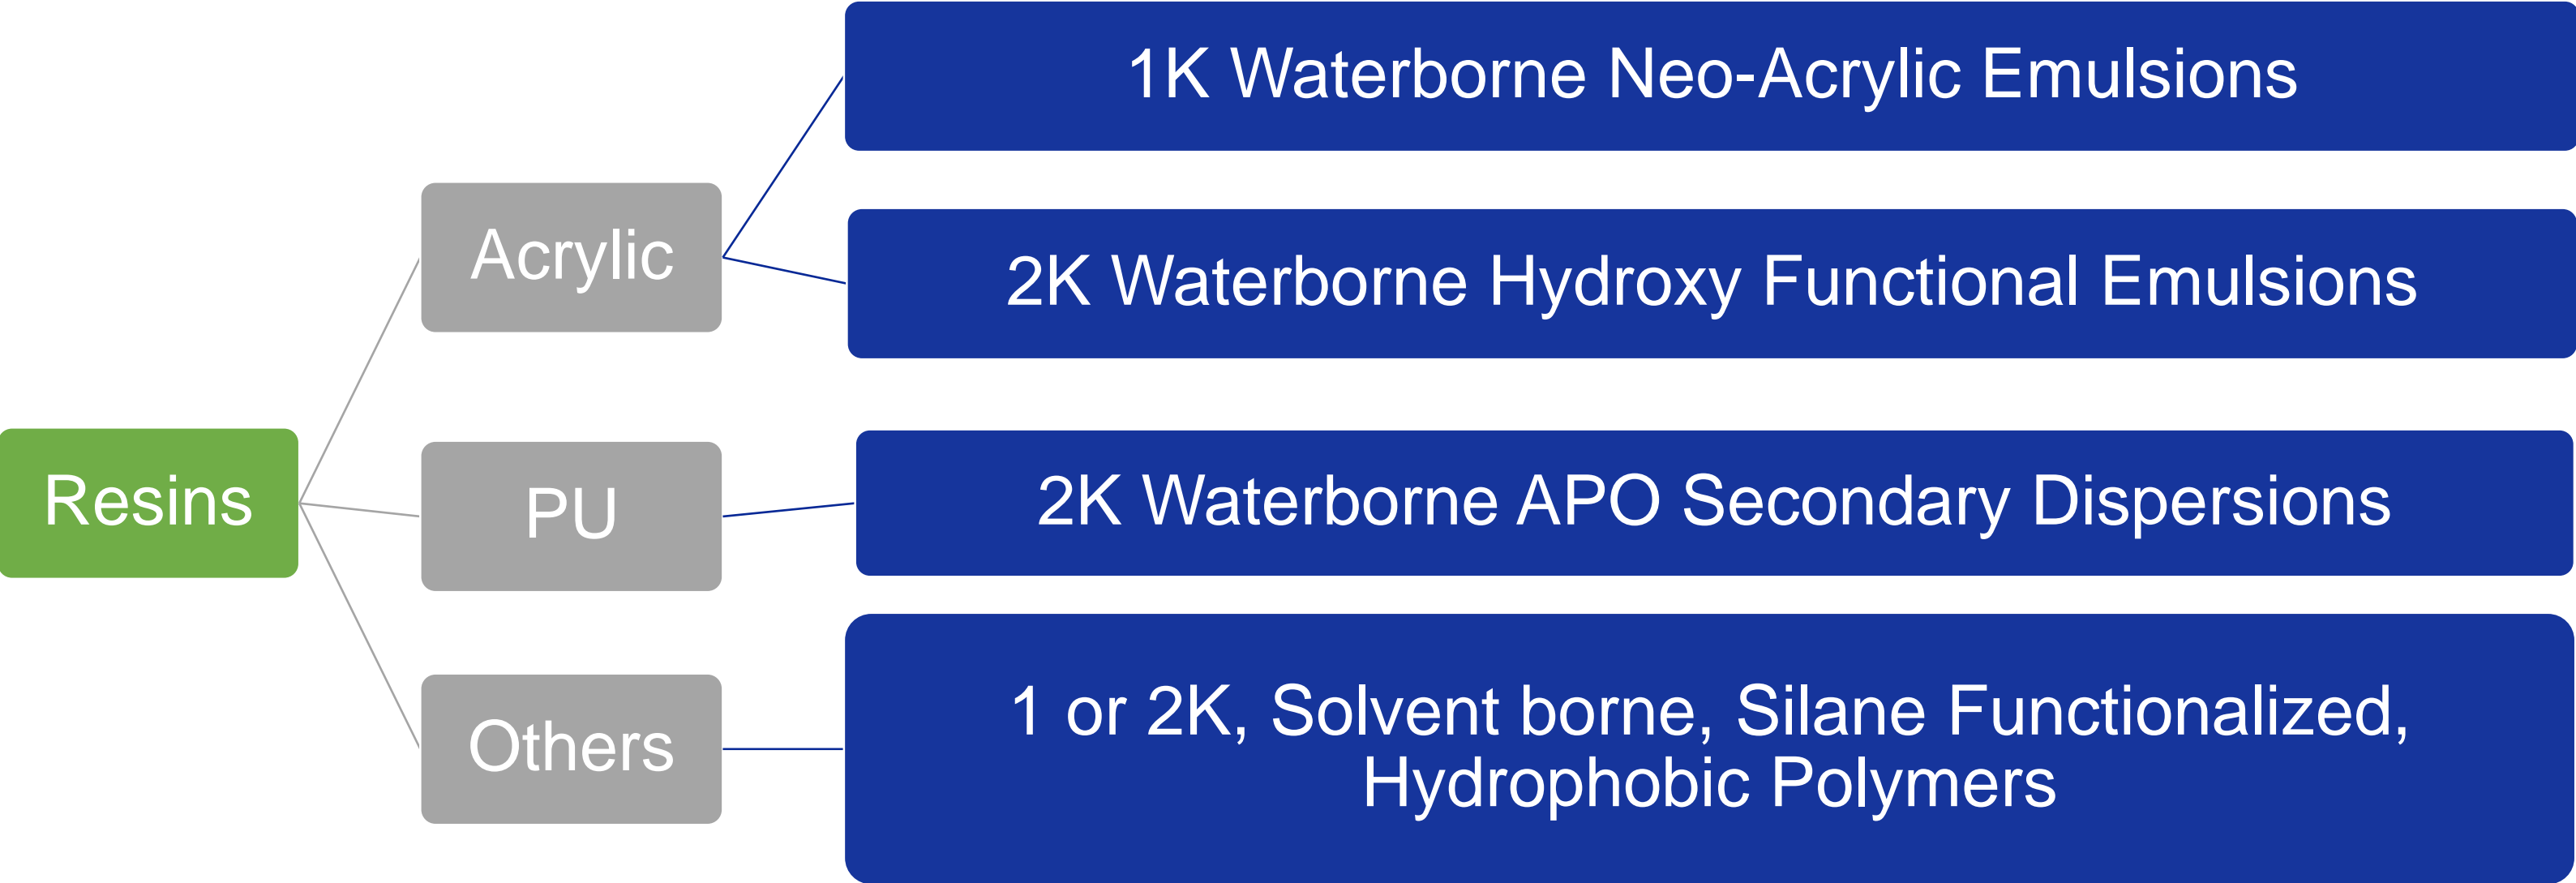 Resins
Acrylic
1K Waterborne Neo-Acrylic Emulsions
2K Waterborne Hydroxy Functional Emulsions
PU
2K Waterborne APO Secondary Dispersions
Others
1 or 2K, Solvent borne, Silane Functionalized,
Hydrophobic Polymers